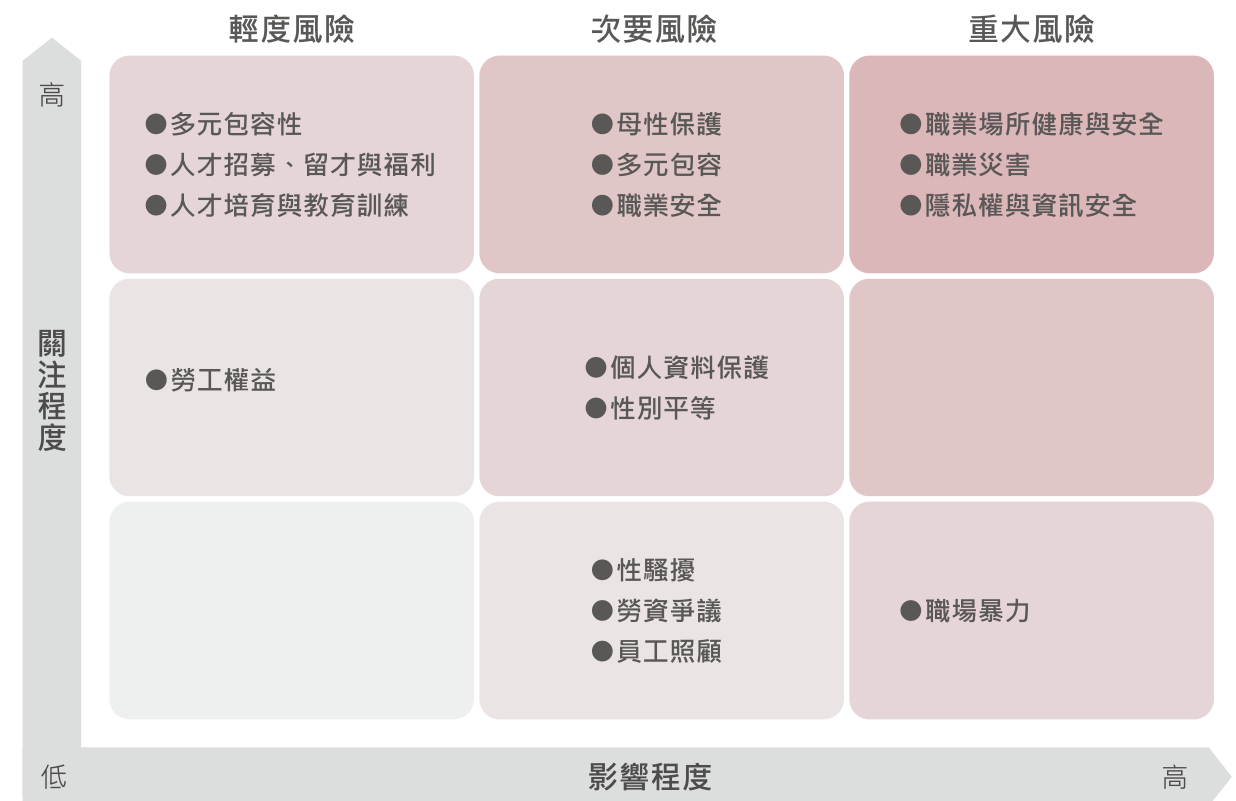 輕度風險
次要風險
重大風險
高
●多元包容性
●人才招募、留才與福利
●人才培育與教育訓練
●母性保護
●多元包容
●職業安全
●職業場所健康與安全
●職業災害
●隱私權與資訊安全
關注程度
●勞工權益
●個人資料保護
●性別平等
●性騷擾
●勞資爭議
●員工照顧
●職場暴力
低
影響程度
高